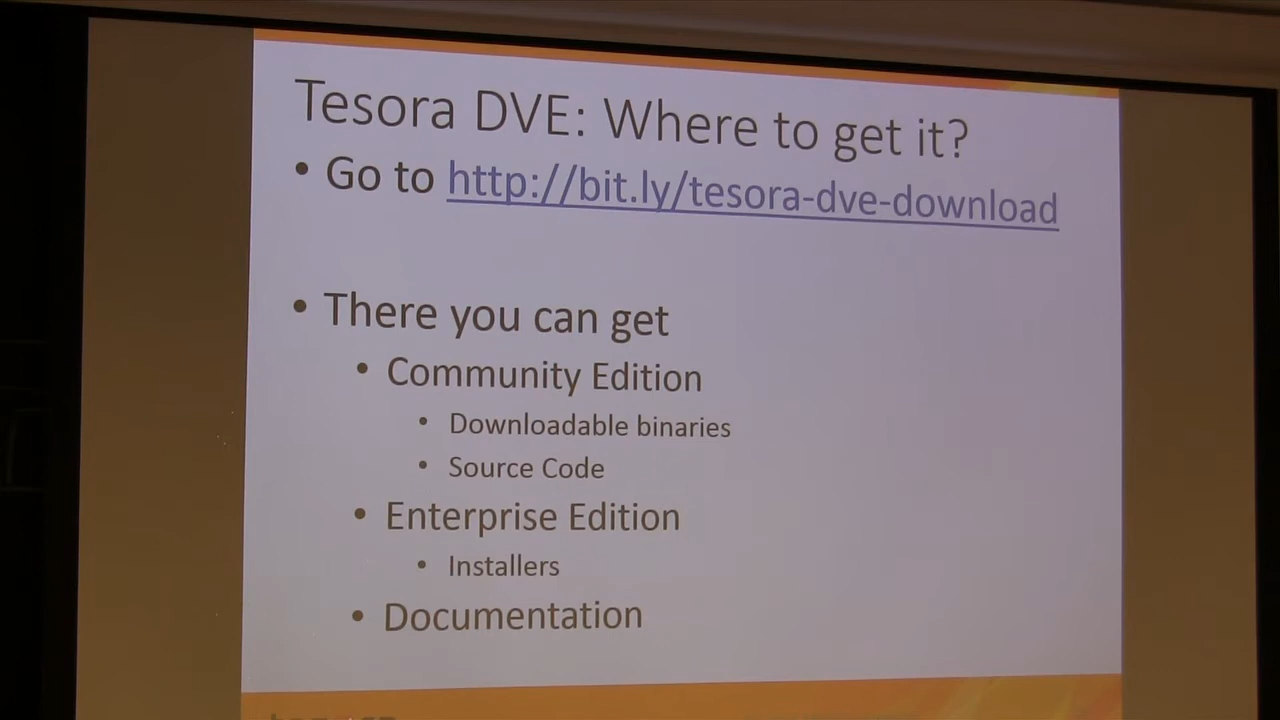 Tesora DVE: Where to get it?
• Go to http://bit.ly/tesora-dve-download
• There you can get
• Community Edition
• Downloadable binaries
• Source Code
• Enterprise Edition
• Installers
• Documentation